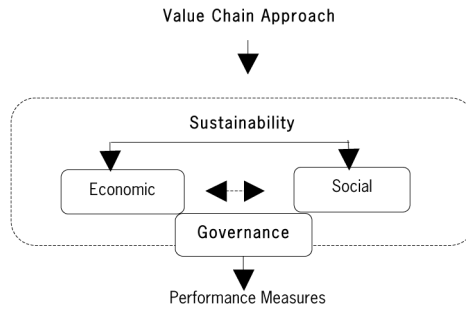 Value Chain Approach
Sustainability
Economic
Social
Governance
Performance Measures